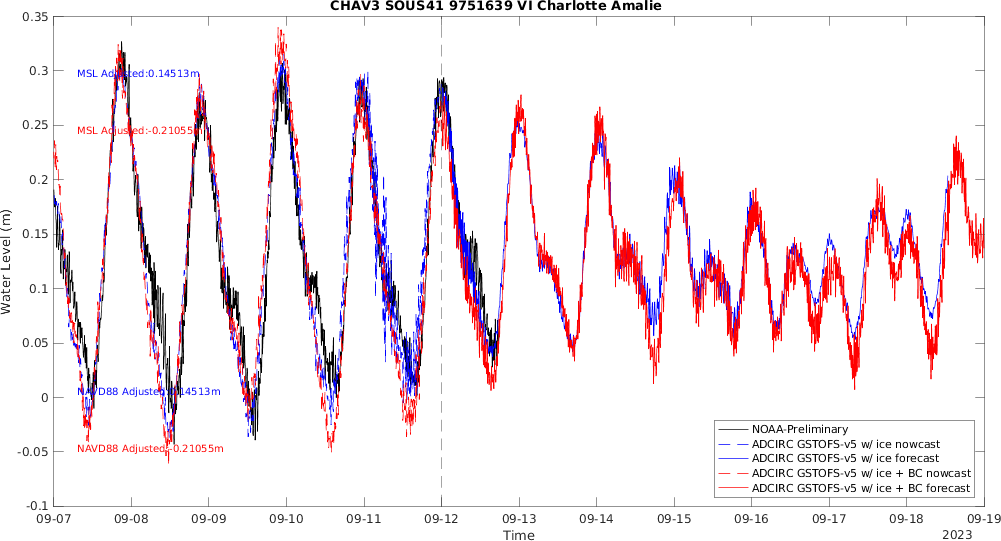 CHAV3 SOUS41 9751639 VI Charlotte Amalie
0.35
0.3
0.25
0.2
0.15
0.1
0.05
0
-0.05
-0.1
Water Level (m)
MSL Adjusted:0.14513m
MSL Adjusted:-0.21055m
NAVD88 Adjusted:0.14513m
NAVD88 Adjusted:-0.21055m
NOAA-Preliminary
ADCIRC GSTOFS-v5 w/ ice nowcast
ADCIRC GSTOFS-v5 w/ ice forecast
ADCIRC GSTOFS-v5 w/ ice + BC nowcast
ADCIRC GSTOFS-v5 w/ ice + BC forecast
09-07 09-08 09-09 09-10 09-11 09-12 09-13 09-14 09-15 09-16 09-17 09-18 09-19
Time
2023